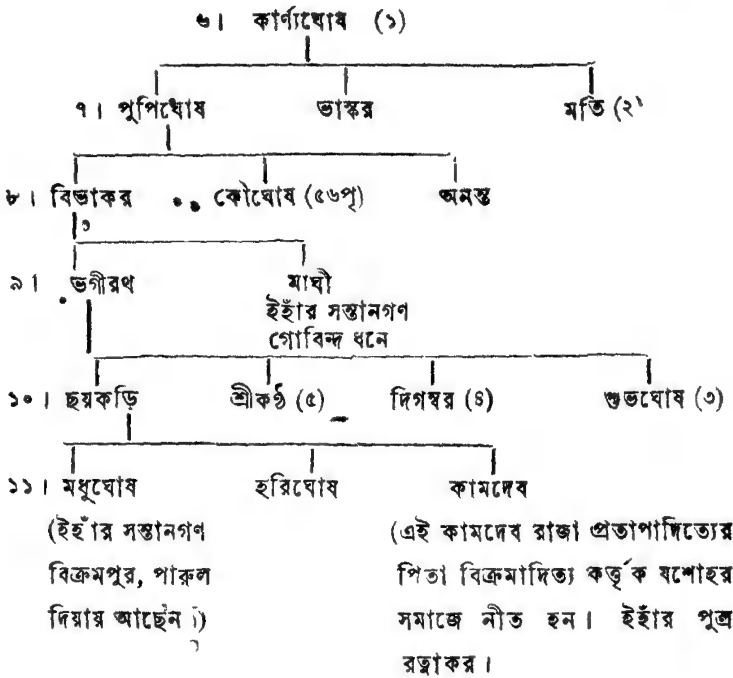 ৬। কার্ণ্যঘোষ (১)
৭। পুপিঘোষ ভাস্কর মতি (২)
৮। বিভাকর কৌঘোষ (৫৬পৃ) অনন্ত
৯। ভগীরথ মাঘী
ইহাঁর সন্তানগণ
গোবিন্দ ধনে
১০। ছয়কড়ি শ্রীকণ্ঠ (৫) দিগম্বর (৪) শুভঘোষ (৩)
১১। মধুঘোষ হরিঘোষ কামদেব
(ইহাঁর সন্তানগণ
বিক্রমপুর, পারুল
দিয়ায় আছেন।)
(এই কামদেব রাজা প্রতাপাদিত্যের
পিতা বিক্রমাদিত্য কর্ত্তৃক যশোহর
সমাজে নীত হন। ইহাঁর পুত্র
রত্নাকর।